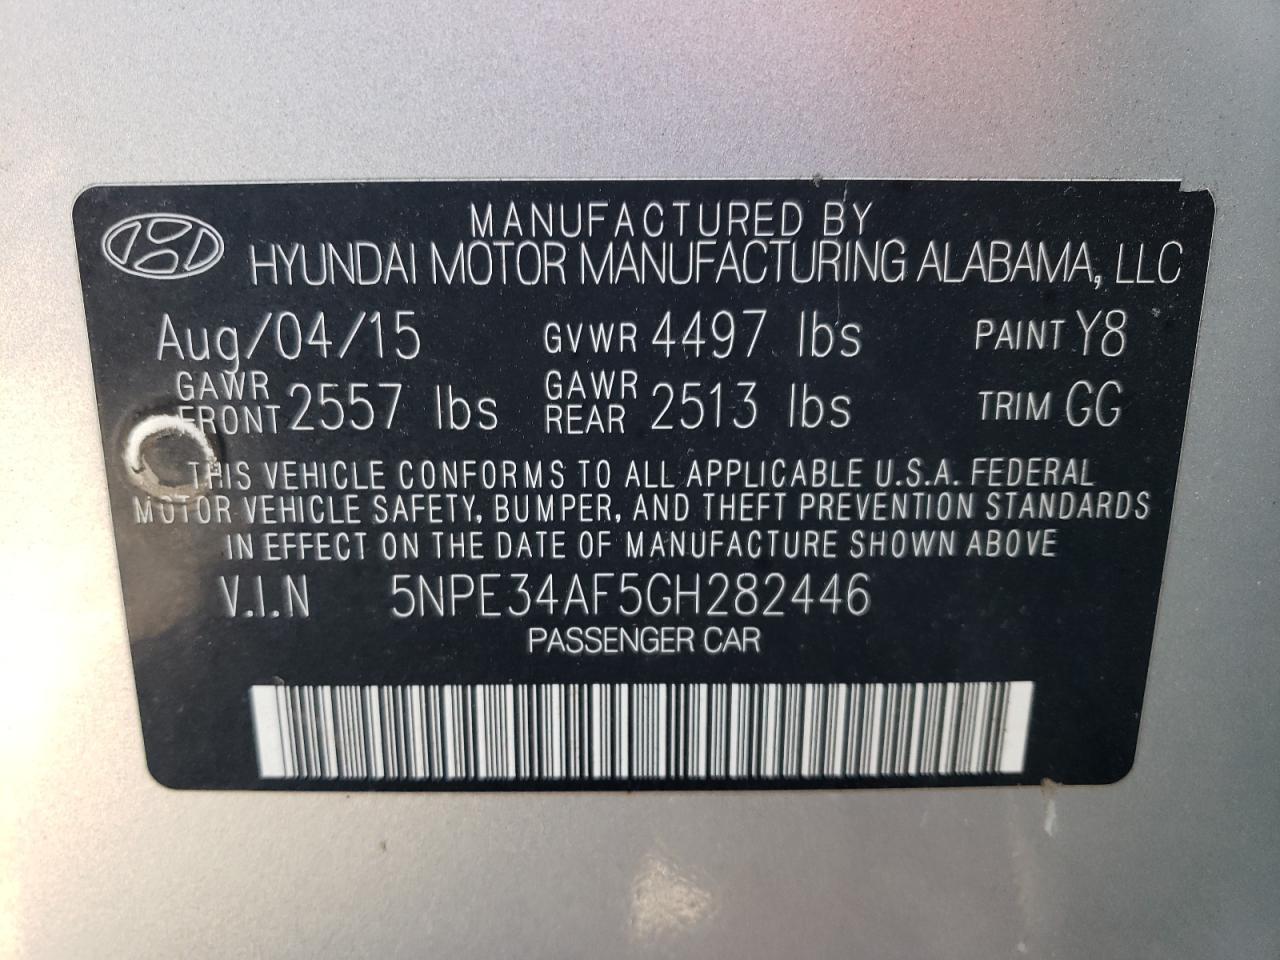 MANUFACTURED BY
HYUNDAI MOTOR MANUFACTURING ALABAMA, LLC
Aug/04/15 GVWR 4497 lbs PAINT Y8
GAWR FRONT 2557 lbs GAWR REAR 2513 lbs TRIM GG
THIS VEHICLE CONFORMS TO ALL APPLICABLE U.S.A. FEDERAL
MOTOR VEHICLE SAFETY, BUMPER, AND THEFT PREVENTION STANDARDS
IN EFFECT ON THE DATE OF MANUFACTURE SHOWN ABOVE
V.I.N 5NPE34AF5GH282446
PASSENGER CAR